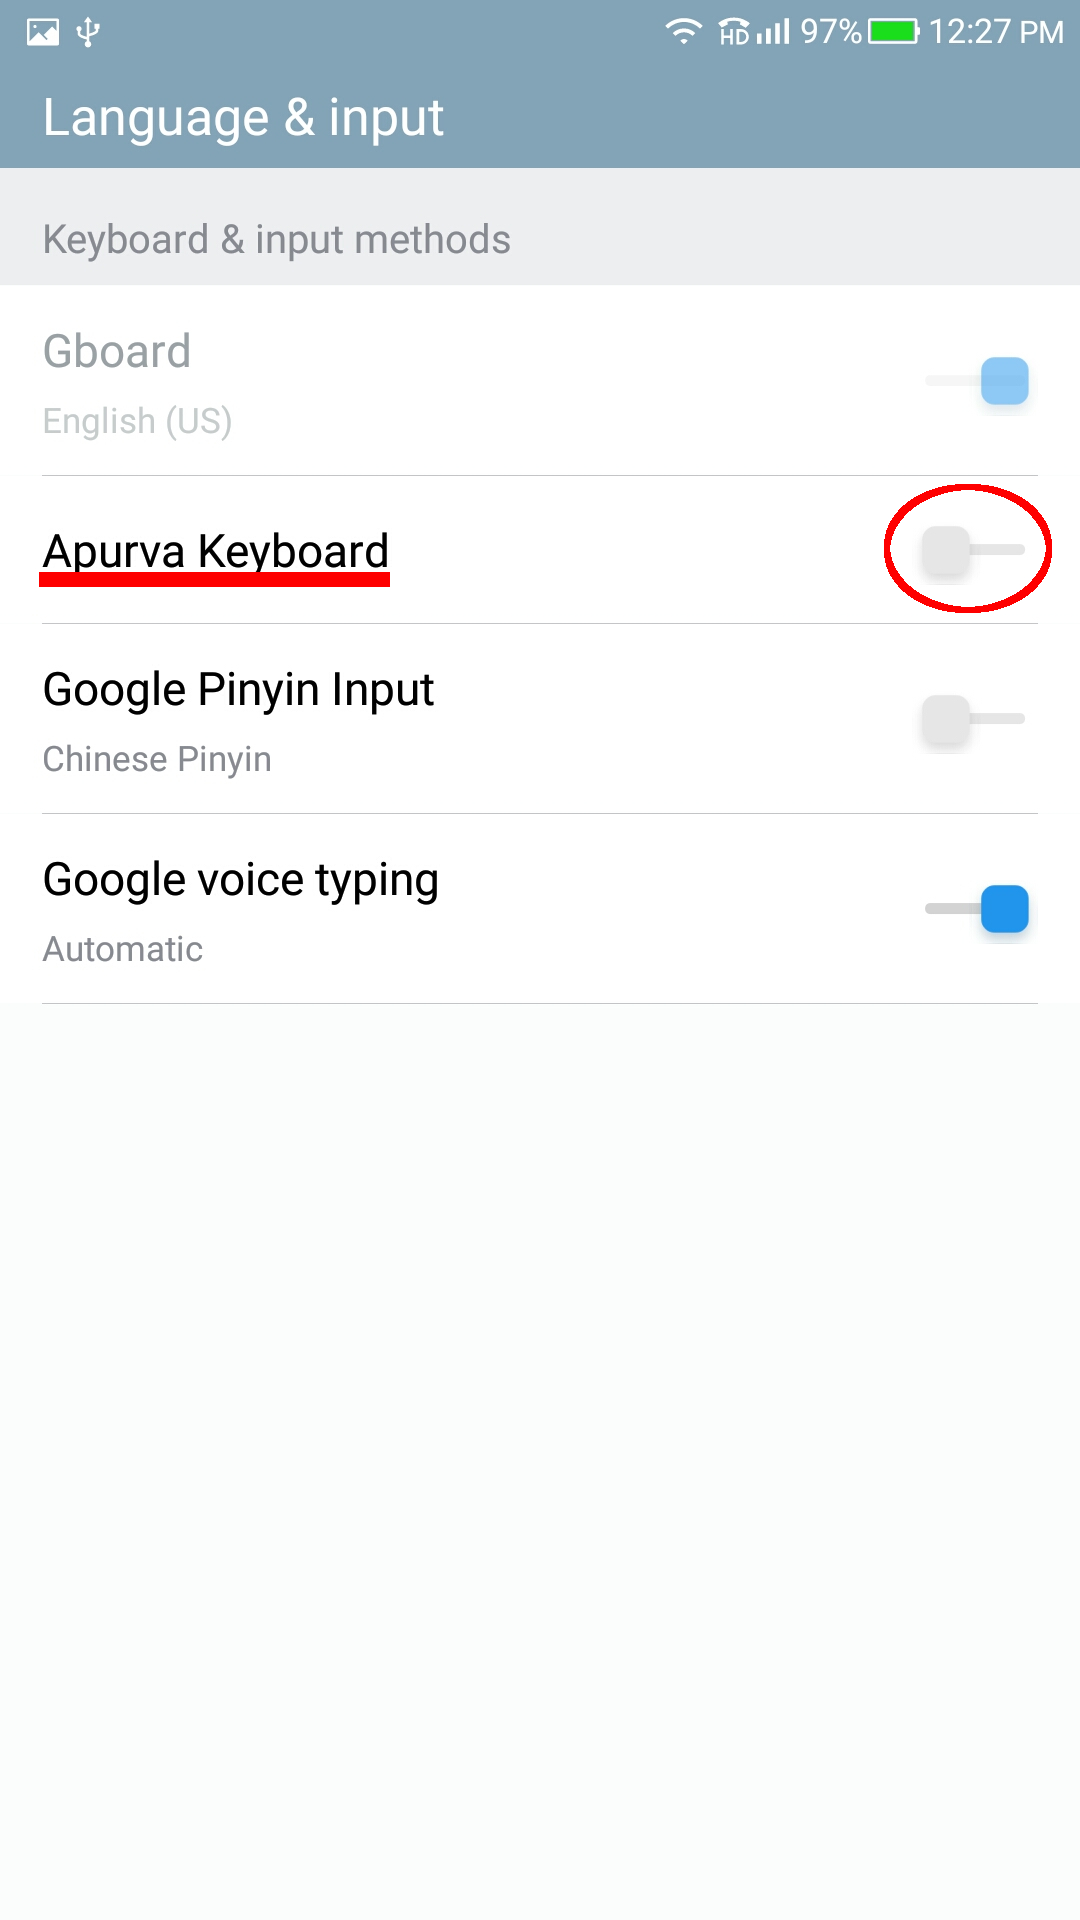 HD 97% 12:27 PM
Language & input
Keyboard & input methods
Gboard
English (US)
Apurva Keyboard
Google Pinyin Input
Chinese Pinyin
Google voice typing
Automatic